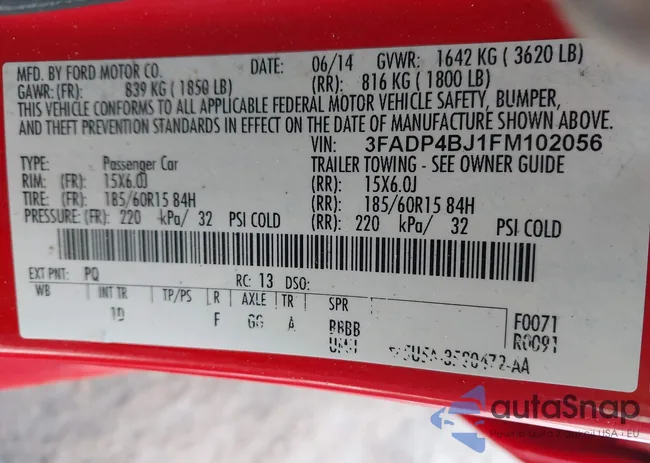 MFD. BY FORD MOTOR CO. DATE: 06/14 GVWR: 1642 KG ( 3620 LB)
GAWR: (FR): 839 KG ( 1850 LB) (RR): 816 KG ( 1800 LB)
THIS VEHICLE CONFORMS TO ALL APPLICABLE FEDERAL MOTOR VEHICLE SAFETY, BUMPER,
AND THEFT PREVENTION STANDARDS IN EFFECT ON THE DATE OF MANUFACTURE SHOWN ABOVE.
VIN: 3FADP4BJ1FM102056
TYPE: Passenger Car TRAILER TOWING - SEE OWNER GUIDE
RIM: (FR): 15X6.0J (RR): 15X6.0J
TIRE: (FR): 185/60R15 84H (RR): 185/60R15 84H
PRESSURE: (FR): 220 kPa/ 32 PSI COLD (RR): 220 kPa/ 32 PSI COLD
EXT PNT: PQ RC: 13 DSO:
WB INT TR TP/PS R AXLE TR SPR F0071
F GG A BBBB R0091
autoSnap